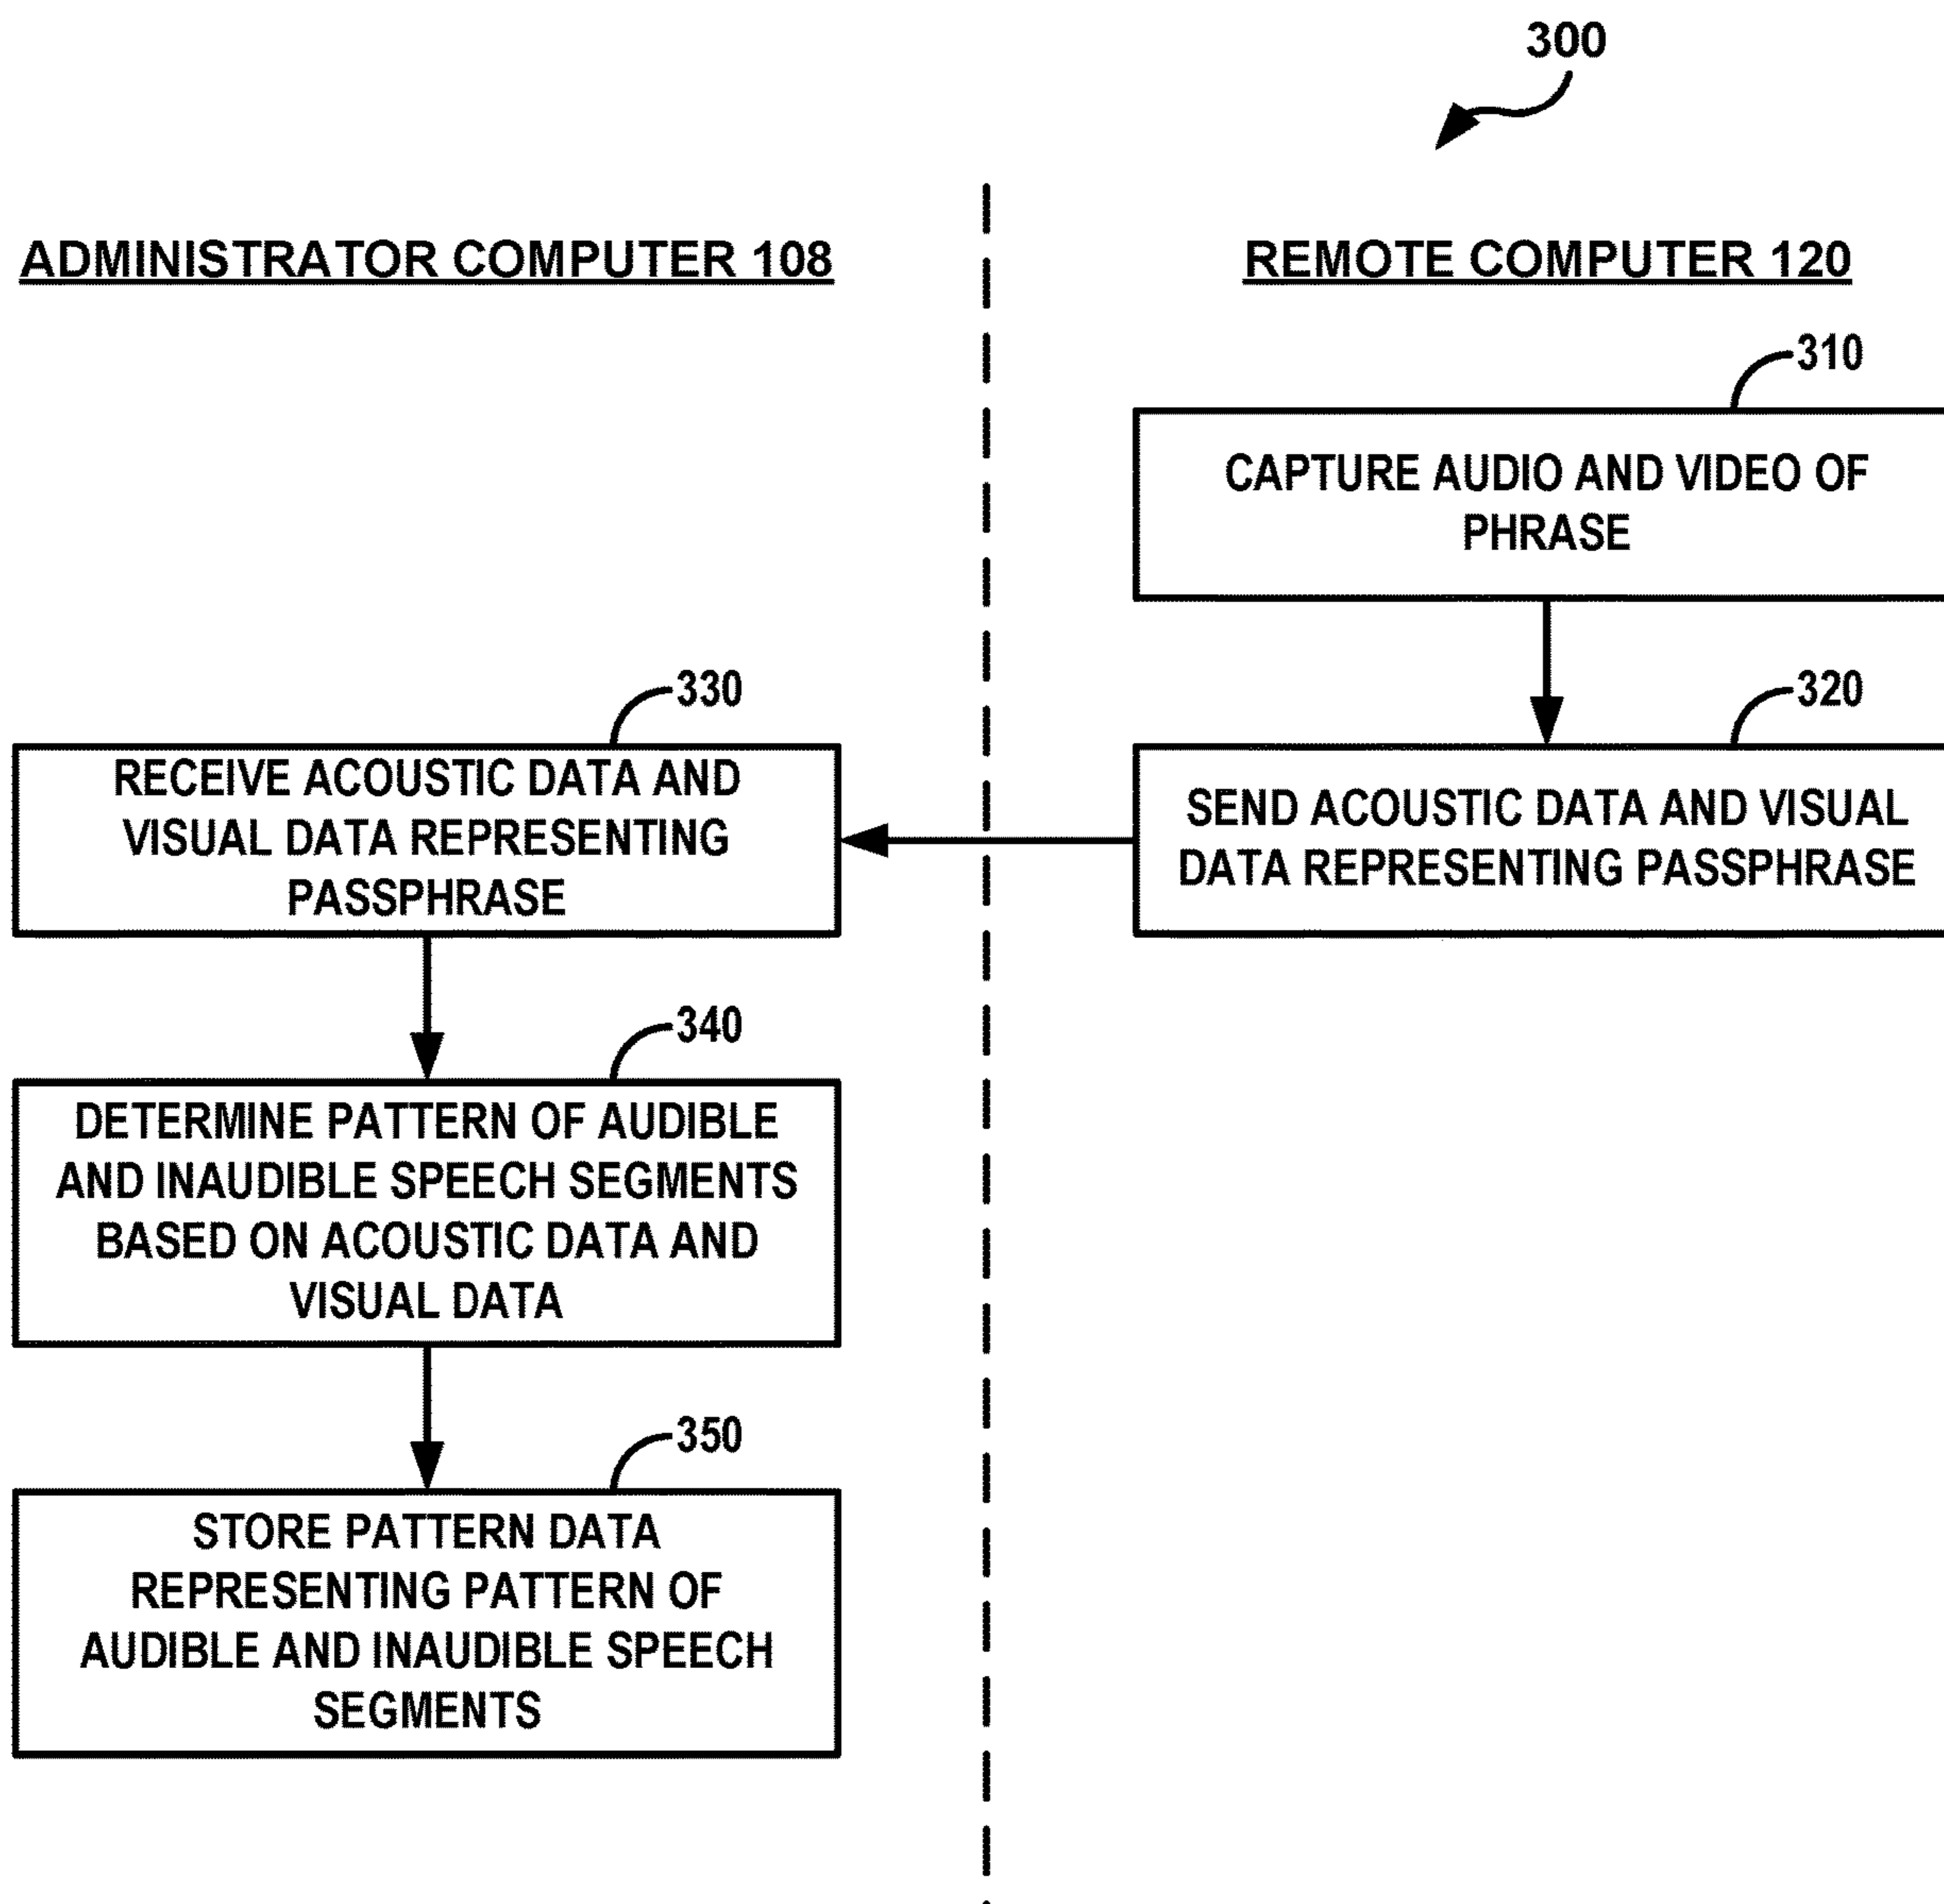 300
ADMINISTRATOR COMPUTER 108
REMOTE COMPUTER 120
310
CAPTURE AUDIO AND VIDEO OF
PHRASE
320
SEND ACOUSTIC DATA AND VISUAL
DATA REPRESENTING PASSPHRASE
330
RECEIVE ACOUSTIC DATA AND
VISUAL DATA REPRESENTING
PASSPHRASE
340
DETERMINE PATTERN OF AUDIBLE
AND INAUDIBLE SPEECH SEGMENTS
BASED ON ACOUSTIC DATA AND
VISUAL DATA
350
STORE PATTERN DATA
REPRESENTING PATTERN OF
AUDIBLE AND INAUDIBLE SPEECH
SEGMENTS